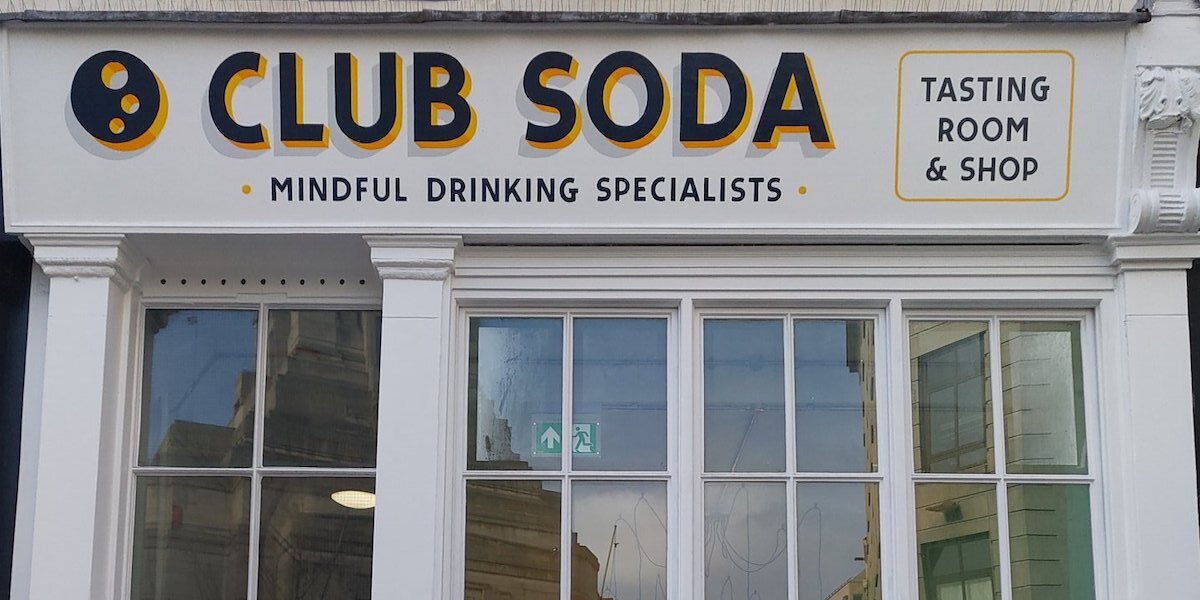 CLUB SODA
• MINDFUL DRINKING SPECIALISTS •
TASTING
ROOM
& SHOP